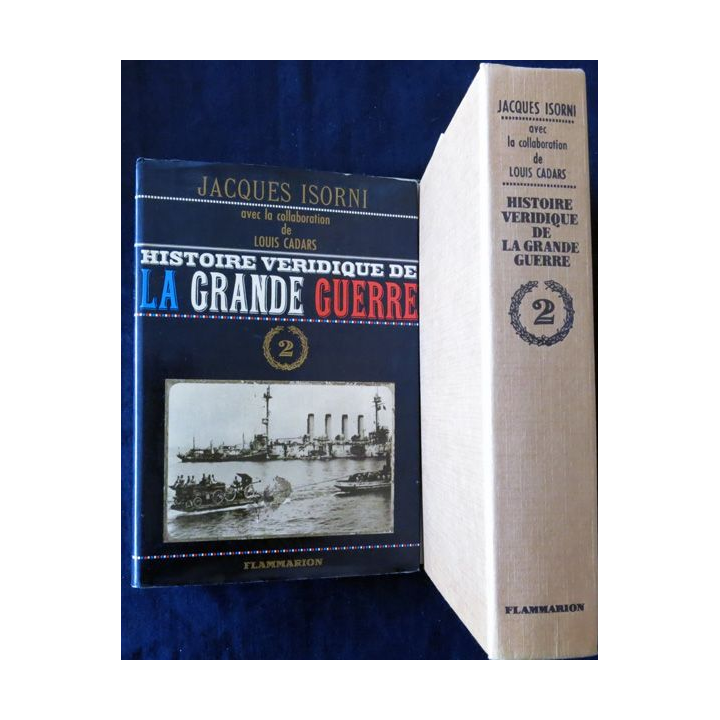 JACQUES ISORNI
avec la collaboration
de
LOUIS CADARS
HISTOIRE VERIDIQUE DE
LA GRANDE GUERRE
2
FLAMMARION
JACQUES ISORNI
avec
la collaboration
de
LOUIS CADARS
HISTOIRE
VERIDIQUE
DE
LA GRANDE
GUERRE
2
FLAMMARION